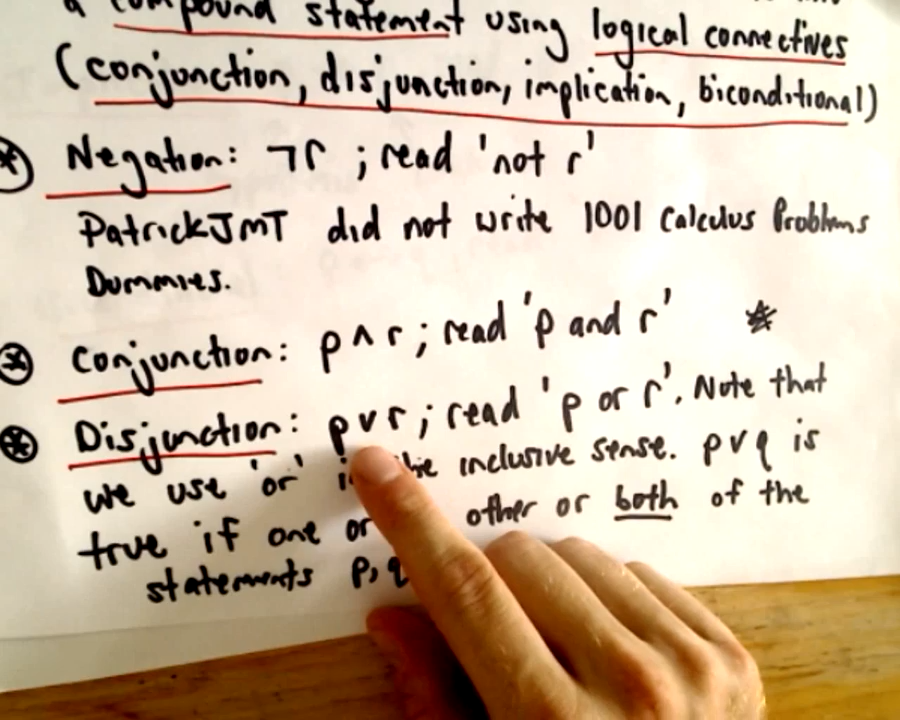 a compound statement using logical connectives
(conjunction, disjunction, implication, biconditional)
Negation: ¬r ; read 'not r'
PatrickJMT did not write 1001 Calculus Problems
Dummies.
Conjunction: p ∧ r ; read 'p and r'
Disjunction: p ∨ r ; read 'p or r'. Note that
we use 'or' inclusive sense. p ∨ q is
true if one or other or both of the
statements p, q